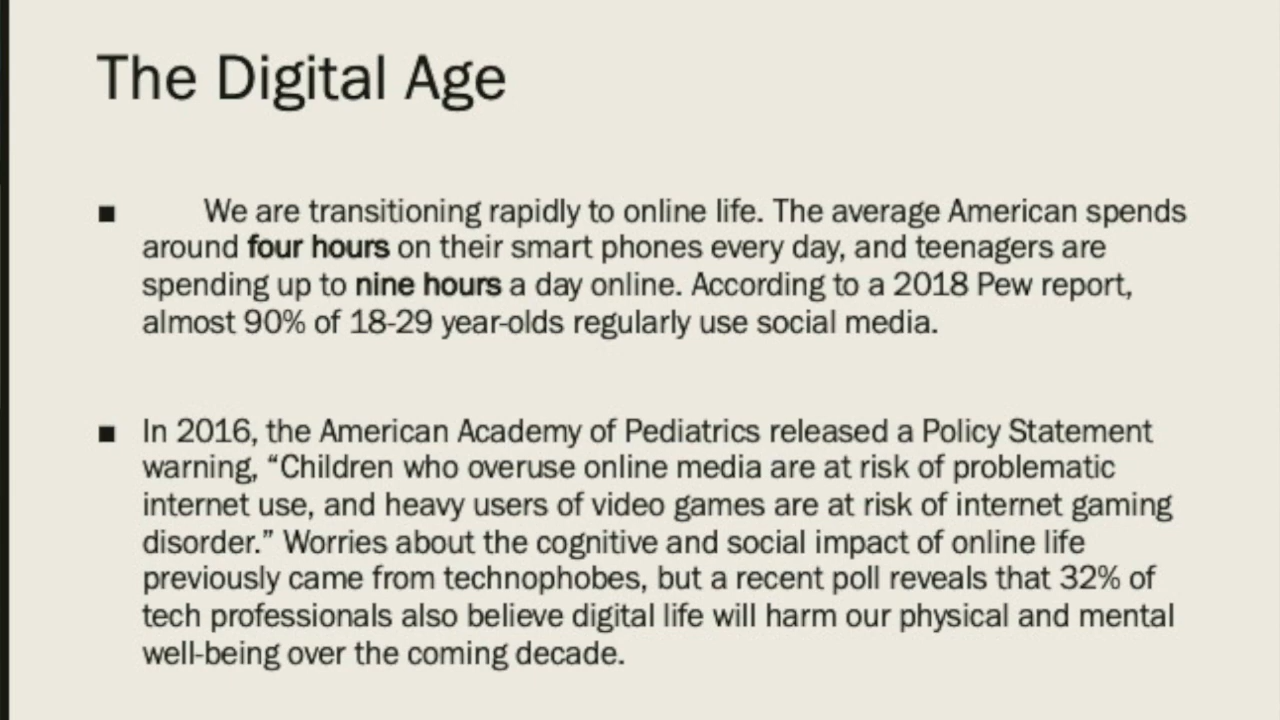 The Digital Age
■ We are transitioning rapidly to online life. The average American spends
around four hours on their smart phones every day, and teenagers are
spending up to nine hours a day online. According to a 2018 Pew report,
almost 90% of 18-29 year-olds regularly use social media.
■ In 2016, the American Academy of Pediatrics released a Policy Statement
warning, “Children who overuse online media are at risk of problematic
internet use, and heavy users of video games are at risk of internet gaming
disorder.” Worries about the cognitive and social impact of online life
previously came from technophobes, but a recent poll reveals that 32% of
tech professionals also believe digital life will harm our physical and mental
well-being over the coming decade.